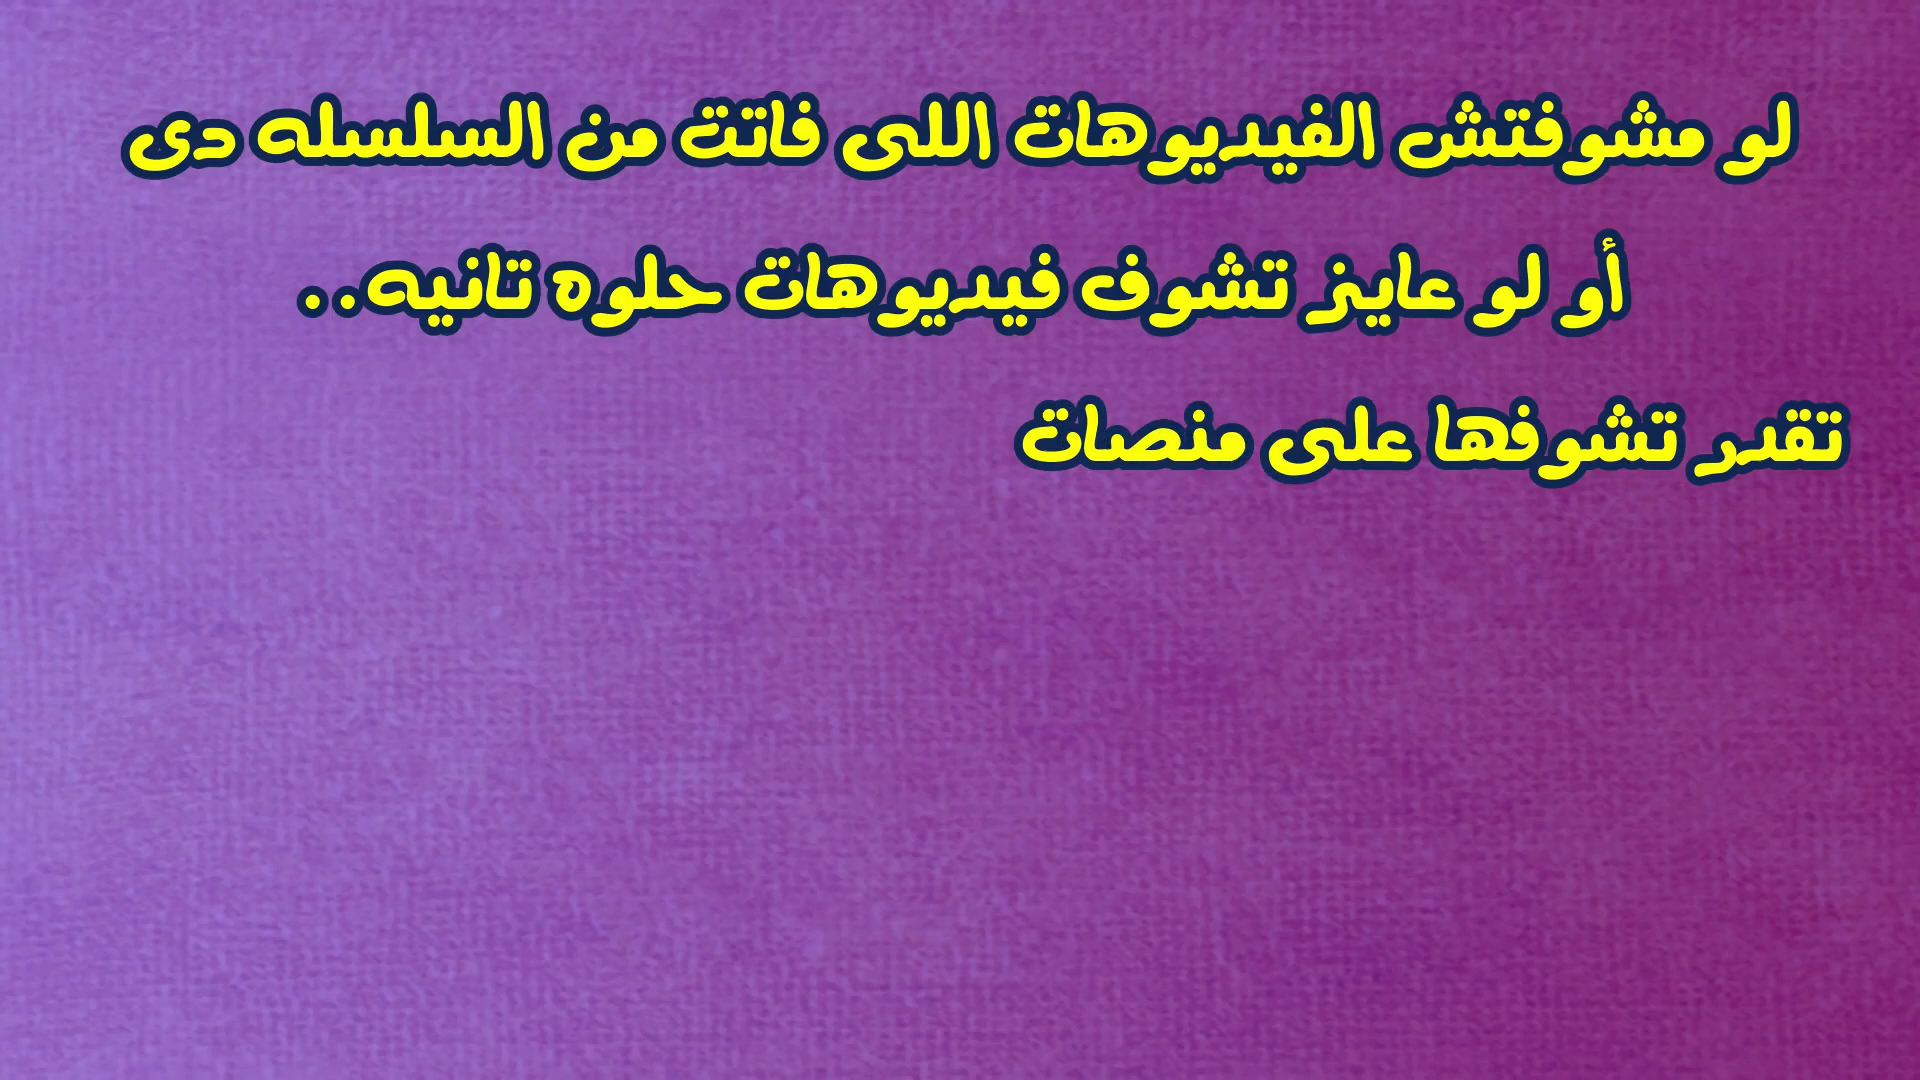 لو مشوفتش الفيديوهات اللى فاتت من السلسله دى
أو لو عايز تشوف فيديوهات حلوه تانيه..
تقدر تشوفها على منصات